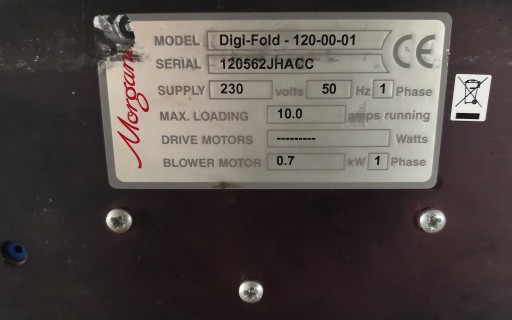 Morgana
MODEL Digi-Fold - 120-00-01
SERIAL 120562JHACC CE
SUPPLY 230 volts 50 Hz 1 Phase
MAX. LOADING 10.0 amps running
DRIVE MOTORS --------- Watts
BLOWER MOTOR 0.7 kW 1 Phase